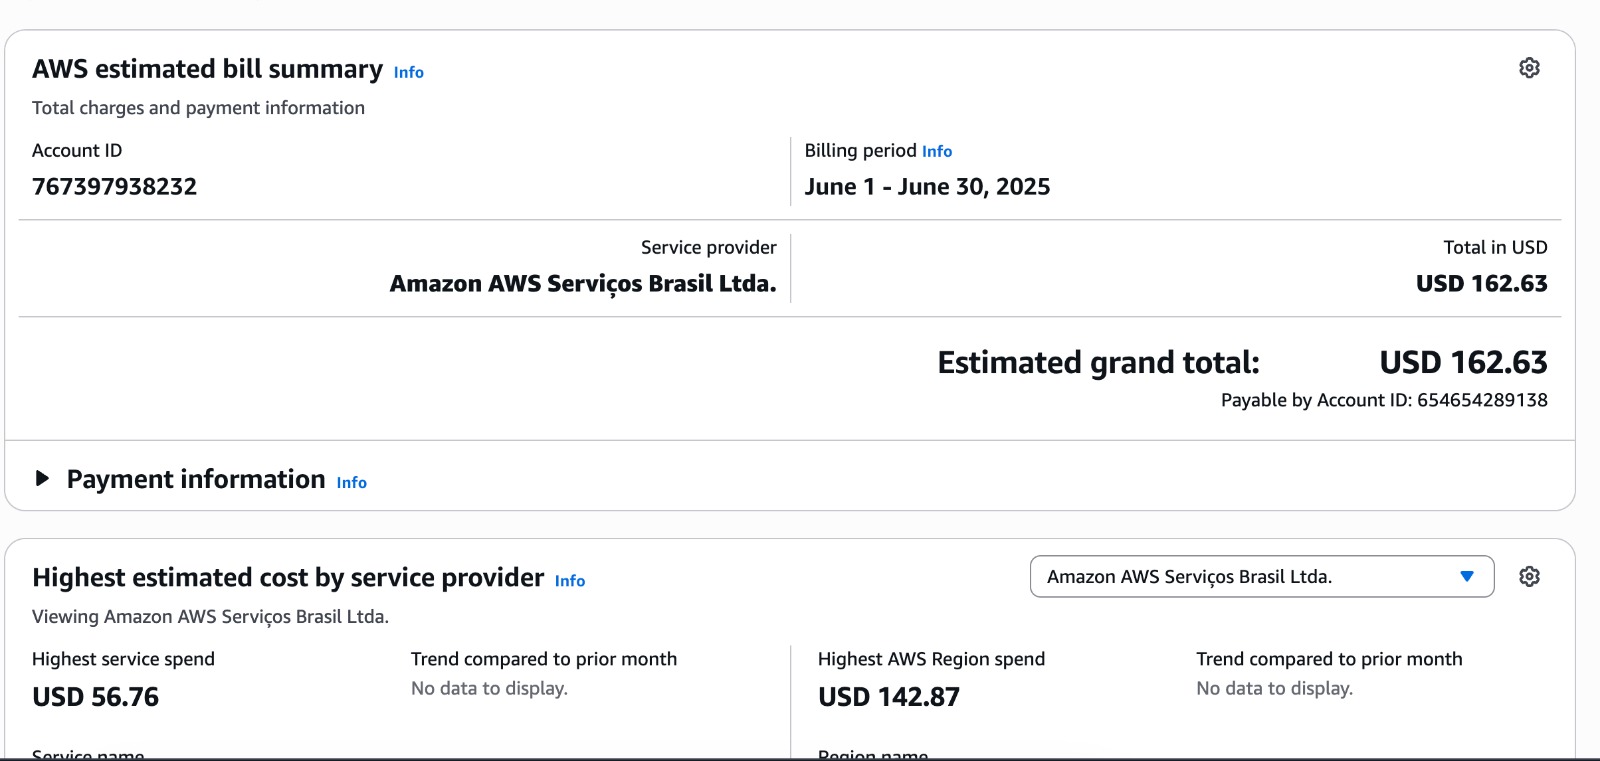 AWS estimated bill summary Info
Total charges and payment information
Account ID
767397938232
Billing period Info
June 1 - June 30, 2025
Service provider
Amazon AWS Serviços Brasil Ltda.
Total in USD
USD 162.63
Estimated grand total: USD 162.63
Payable by Account ID: 654654289138
Payment information Info
Highest estimated cost by service provider Info
Amazon AWS Serviços Brasil Ltda.
Viewing Amazon AWS Serviços Brasil Ltda.
Highest service spend
USD 56.76
Trend compared to prior month
No data to display.
Highest AWS Region spend
USD 142.87
Trend compared to prior month
No data to display.
Service name
Region name